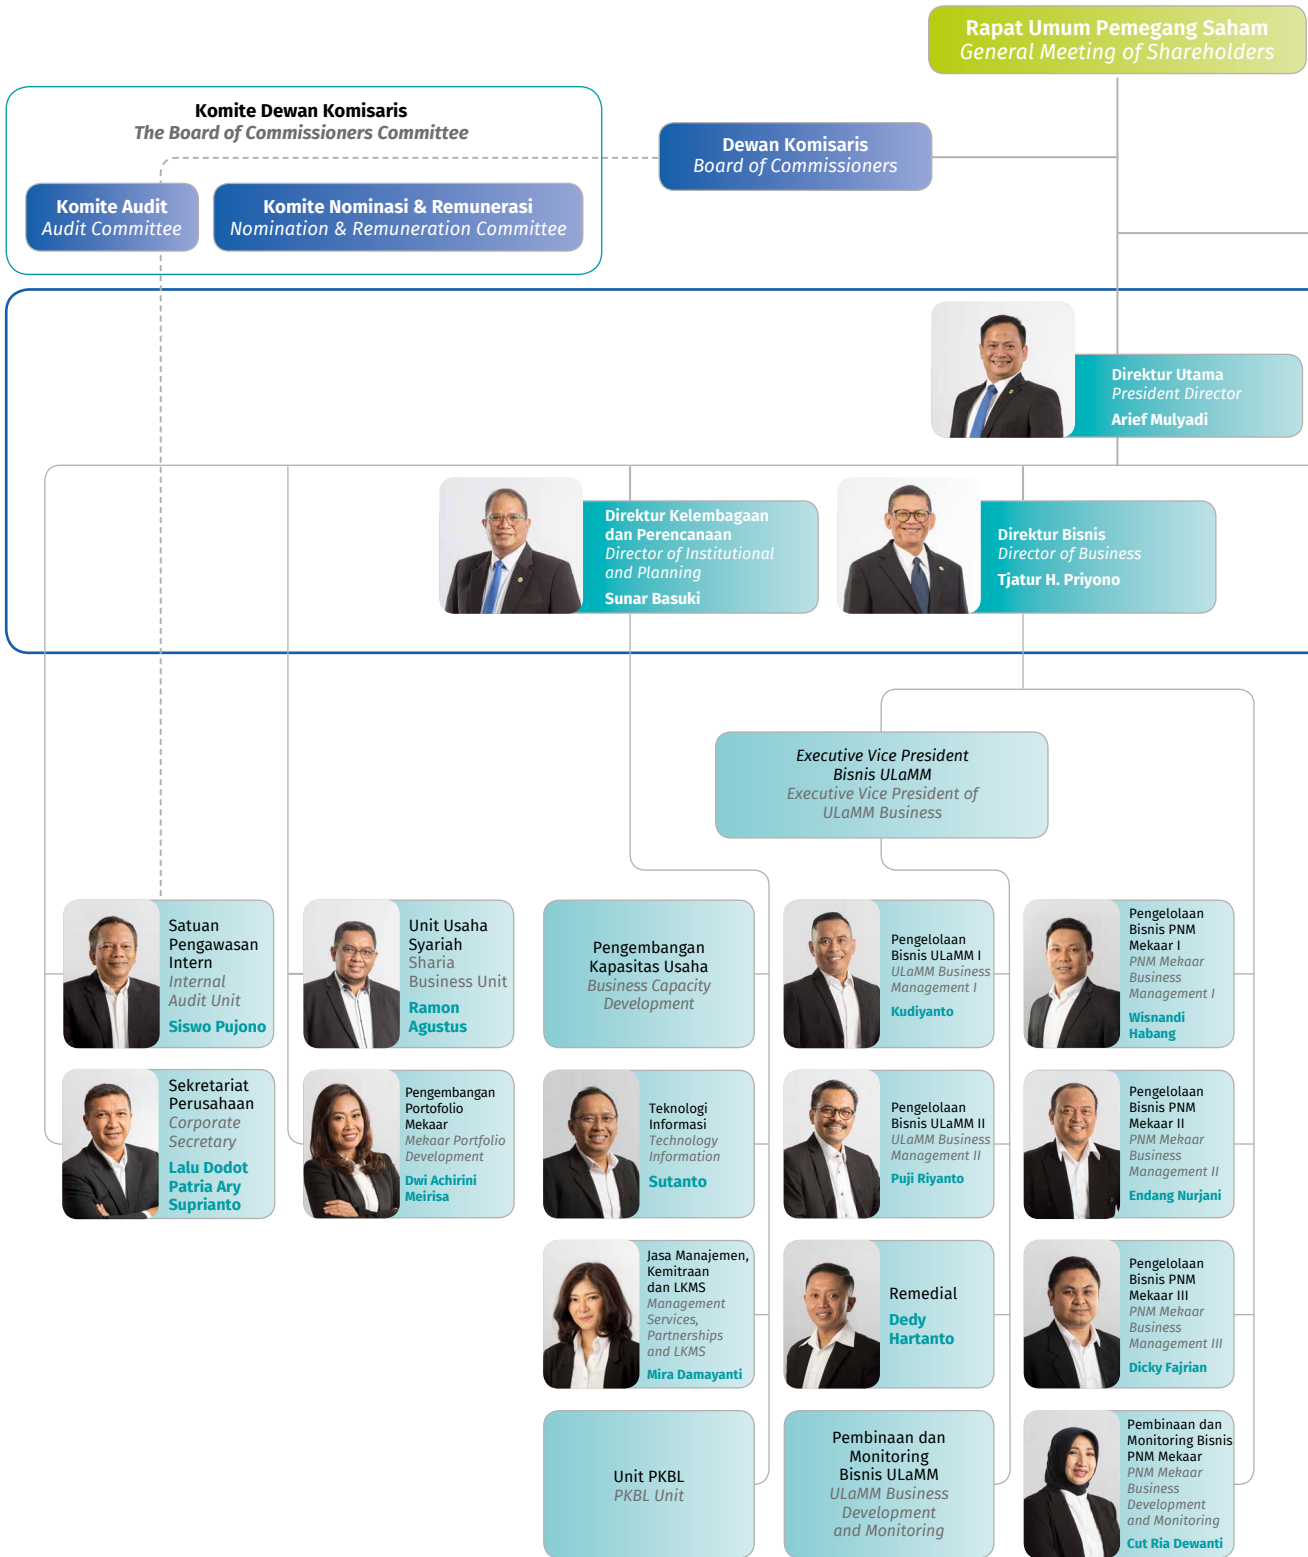 Rapat Umum Pemegang Saham
General Meeting of Shareholders
Komite Dewan Komisaris
The Board of Commissioners Committee
Dewan Komisaris
Board of Commissioners
Komite Audit
Audit Committee
Komite Nominasi & Remunerasi
Nomination & Remuneration Committee
Direktur Utama
President Director
Arief Mulyadi
Direktur Kelembagaan
dan Perencanaan
Director of Institutional
and Planning
Sunar Basuki
Direktur Bisnis
Director of Business
Tjatur H. Priyono
Executive Vice President
Bisnis ULaMM
Executive Vice President of
ULaMM Business
Satuan
Pengawasan
Intern
Internal
Audit Unit
Siswo Pujono
Unit Usaha
Syariah
Sharia
Business Unit
Ramon
Agustus
Pengembangan
Kapasitas Usaha
Business Capacity
Development
Pengelolaan
Bisnis ULaMM I
ULaMM Business
Management I
Kudiyanto
Pengelolaan
Bisnis PNM
Mekaar I
PNM Mekaar
Business
Management I
Wisnandi
Habang
Sekretariat
Perusahaan
Corporate
Secretary
Lalu Dodot
Patria Ary
Suprianto
Pengembangan
Portofolio
Mekaar
Mekaar Portfolio
Development
Dwi Achirini
Meirisa
Teknologi
Informasi
Technology
Information
Sutanto
Pengelolaan
Bisnis ULaMM II
ULaMM Business
Management II
Puji Riyanto
Pengelolaan
Bisnis PNM
Mekaar II
PNM Mekaar
Business
Management II
Endang Nurjani
Jasa Manajemen,
Kemitraan
dan LKMS
Management
Services,
Partnerships
and LKMS
Mira Damayanti
Remedial
Dedy
Hartanto
Pengelolaan
Bisnis PNM
Mekaar III
PNM Mekaar
Business
Management III
Dicky Fajrian
Unit PKBL
PKBL Unit
Pembinaan dan
Monitoring
Bisnis ULaMM
ULaMM Business
Development
and Monitoring
Pembinaan dan
Monitoring Bisnis
PNM Mekaar
PNM Mekaar
Business
Development
and Monitoring
Cut Ria Dewanti